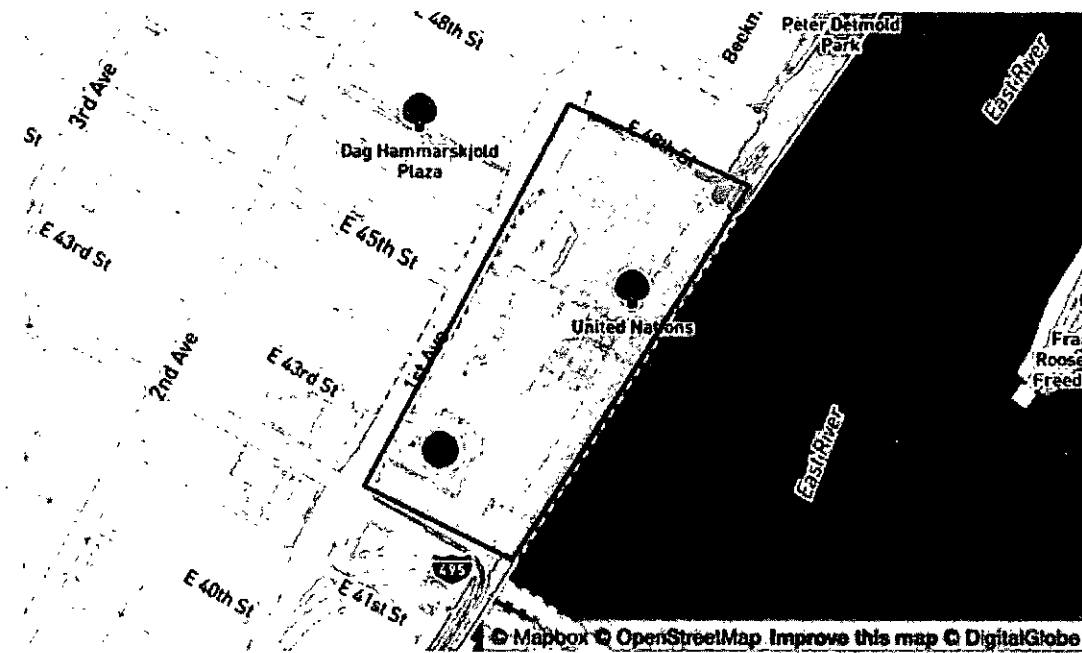 E 48th St
Beckm
Peter Detmold
Park
East River
3rd Ave
St
Dag Hammarskjold
Plaza
E 48th St
E 43rd St
E 45th St
United Nations
Fra
Roose
Freed
1st Ave
2nd Ave
E 43rd St
East River
495
E 40th St
E 41st St
© Mapbox © OpenStreetMap Improve this map © DigitalGlobe